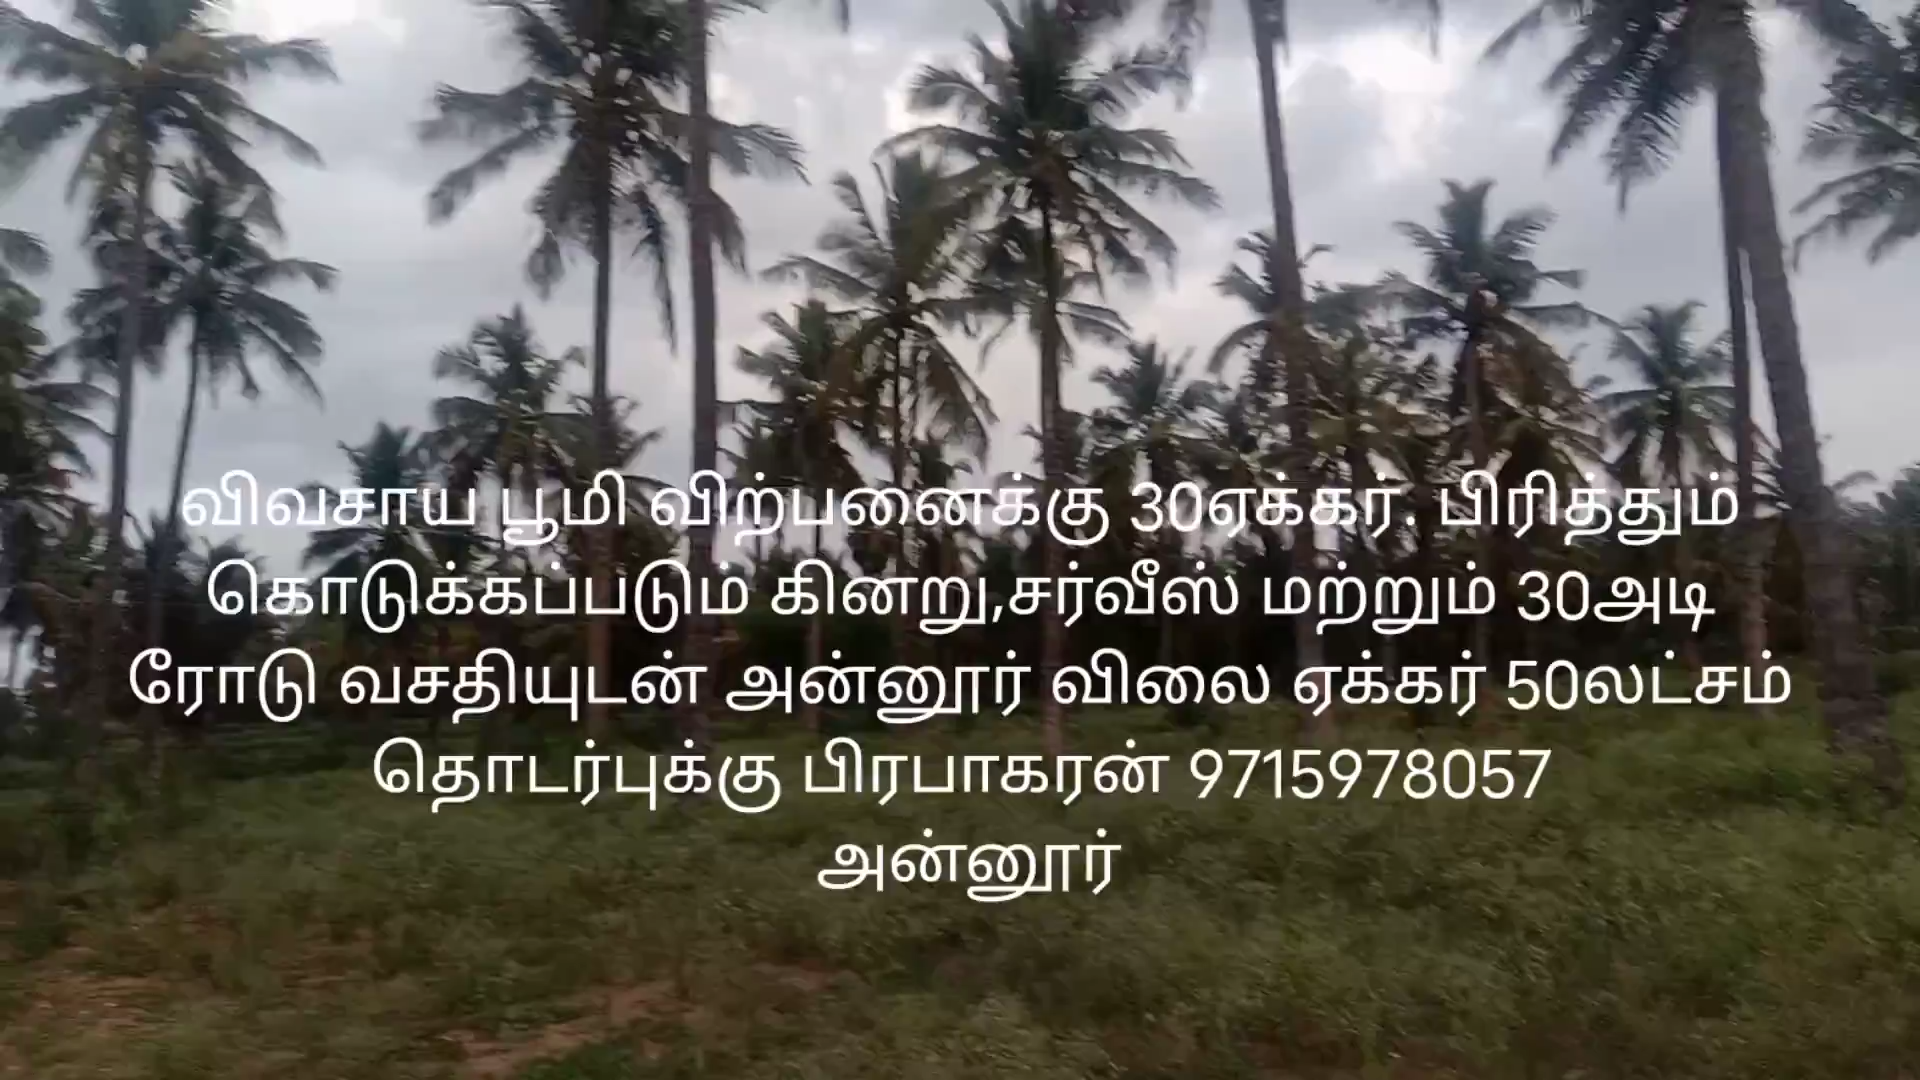 விவசாய பூமி விற்பனைக்கு 30ஏக்கர். பிரித்தும்
கொடுக்கப்படும் கினறு,சர்வீஸ் மற்றும் 30அடி
ரோடு வசதியுடன் அன்னூர் விலை ஏக்கர் 50லட்சம்
தொடர்புக்கு பிரபாகரன் 9715978057
அன்னூர்